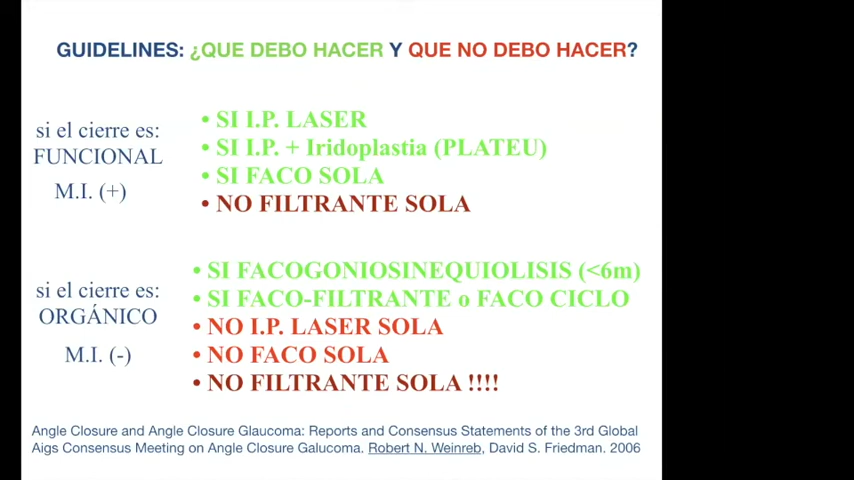 GUIDELINES: ¿QUE DEBO HACER Y QUE NO DEBO HACER?
si el cierre es:
FUNCIONAL
M.I. (+)
• SI I.P. LASER
• SI I.P. + Iridoplastia (PLATEU)
• SI FACO SOLA
• NO FILTRANTE SOLA
si el cierre es:
ORGÁNICO
M.I. (-)
• SI FACOGONIOSINEQUIOLISIS (<6m)
• SI FACO-FILTRANTE o FACO CICLO
• NO I.P. LASER SOLA
• NO FACO SOLA
• NO FILTRANTE SOLA !!!!
Angle Closure and Angle Closure Glaucoma: Reports and Consensus Statements of the 3rd Global
Aigs Consensus Meeting on Angle Closure Galucoma. Robert N. Weinreb, David S. Friedman. 2006